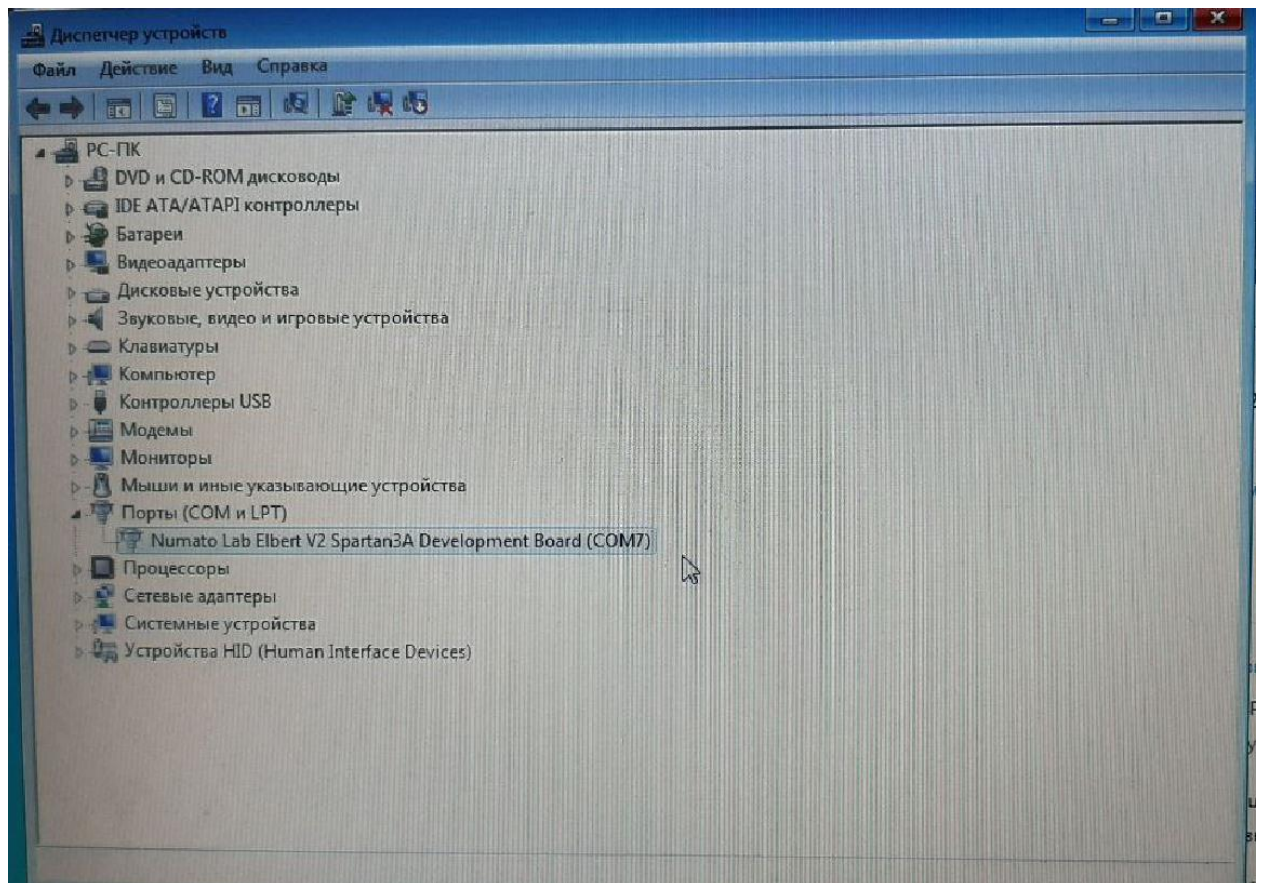 Диспетчер устройств
Файл Действие Вид Справка
РС-ПК
DVD и CD-ROM дисководы
IDE ATA/ATAPI контроллеры
Батареи
Видеоадаптеры
Дисковые устройства
Звуковые, видео и игровые устройства
Клавиатуры
Компьютер
Контроллеры USB
Модемы
Мониторы
Мыши и иные указывающие устройства
Порты (COM и LPT)
Numato Lab Elbert V2 Spartan3A Development Board (COM7)
Процессоры
Сетевые адаптеры
Системные устройства
Устройства HID (Human Interface Devices)